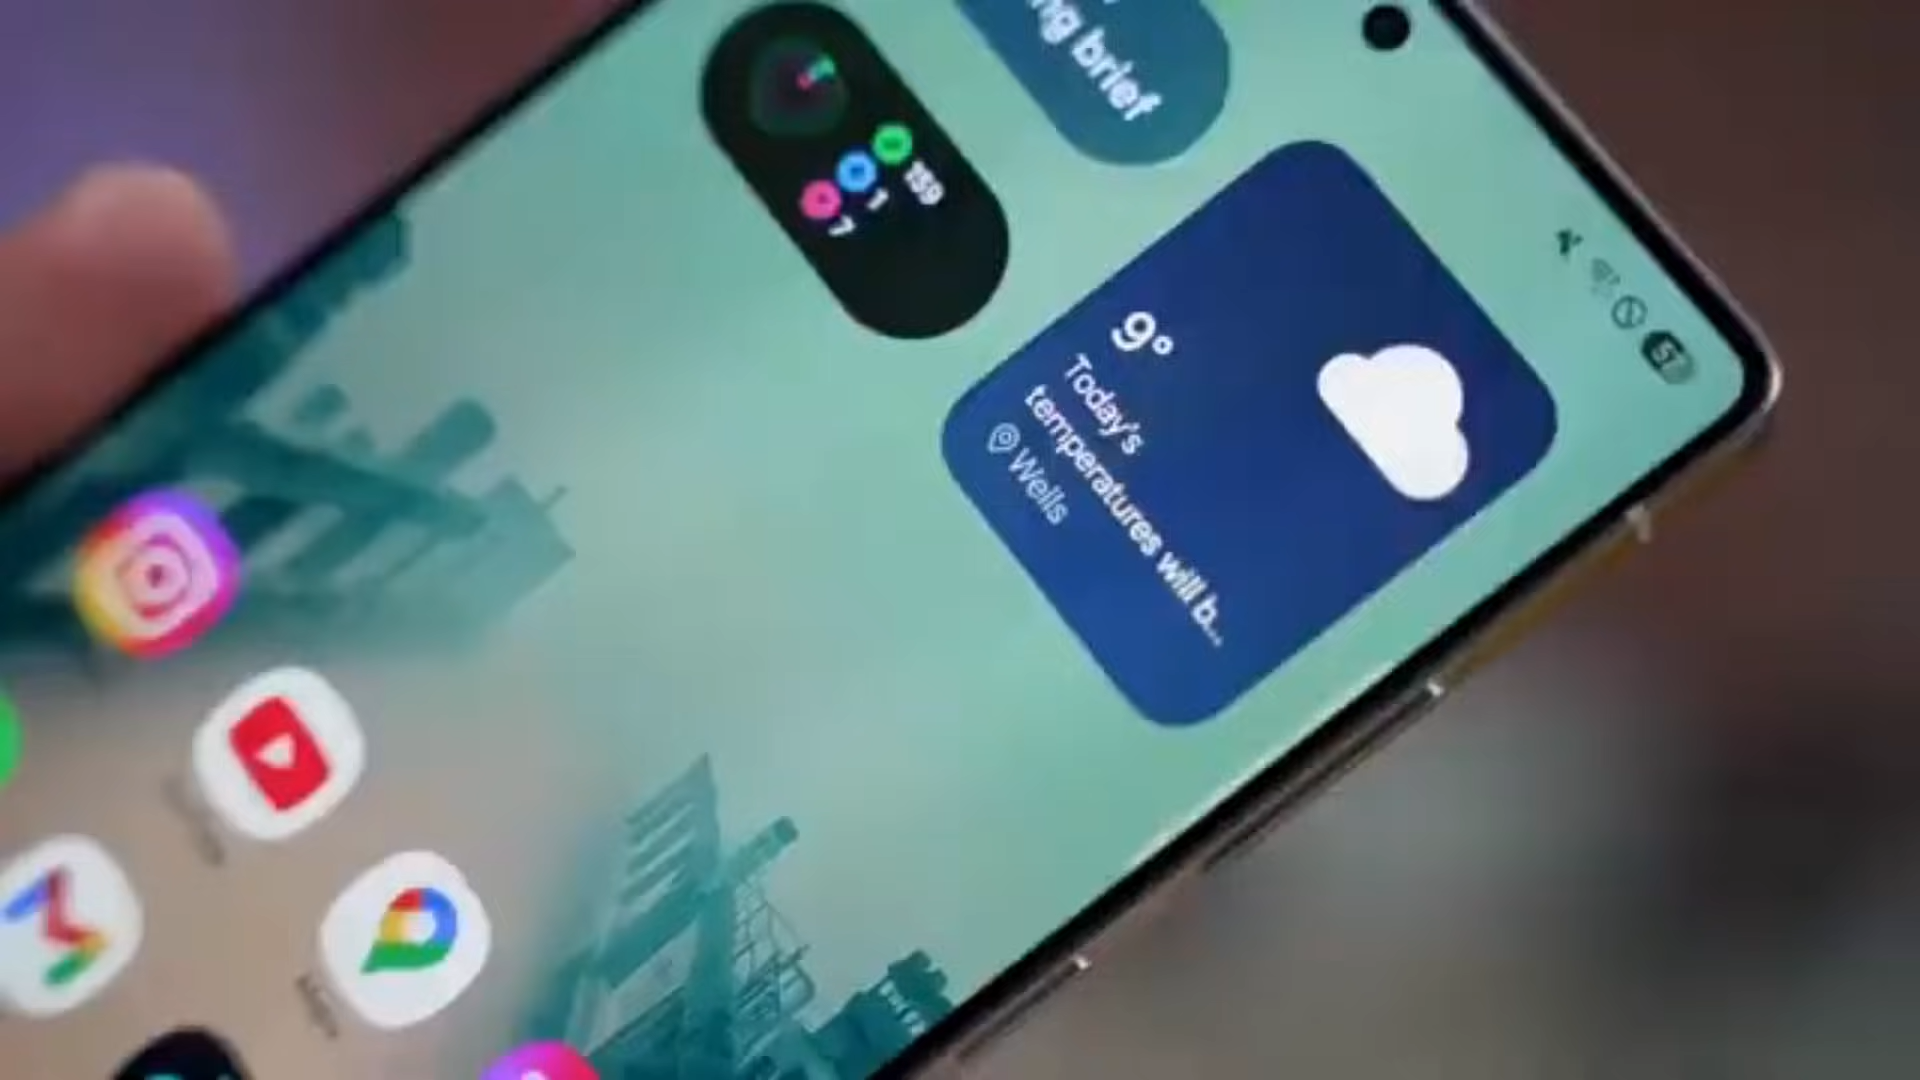 ng brief
159
1
7
9°
Today's
temperatures will b...
Wells